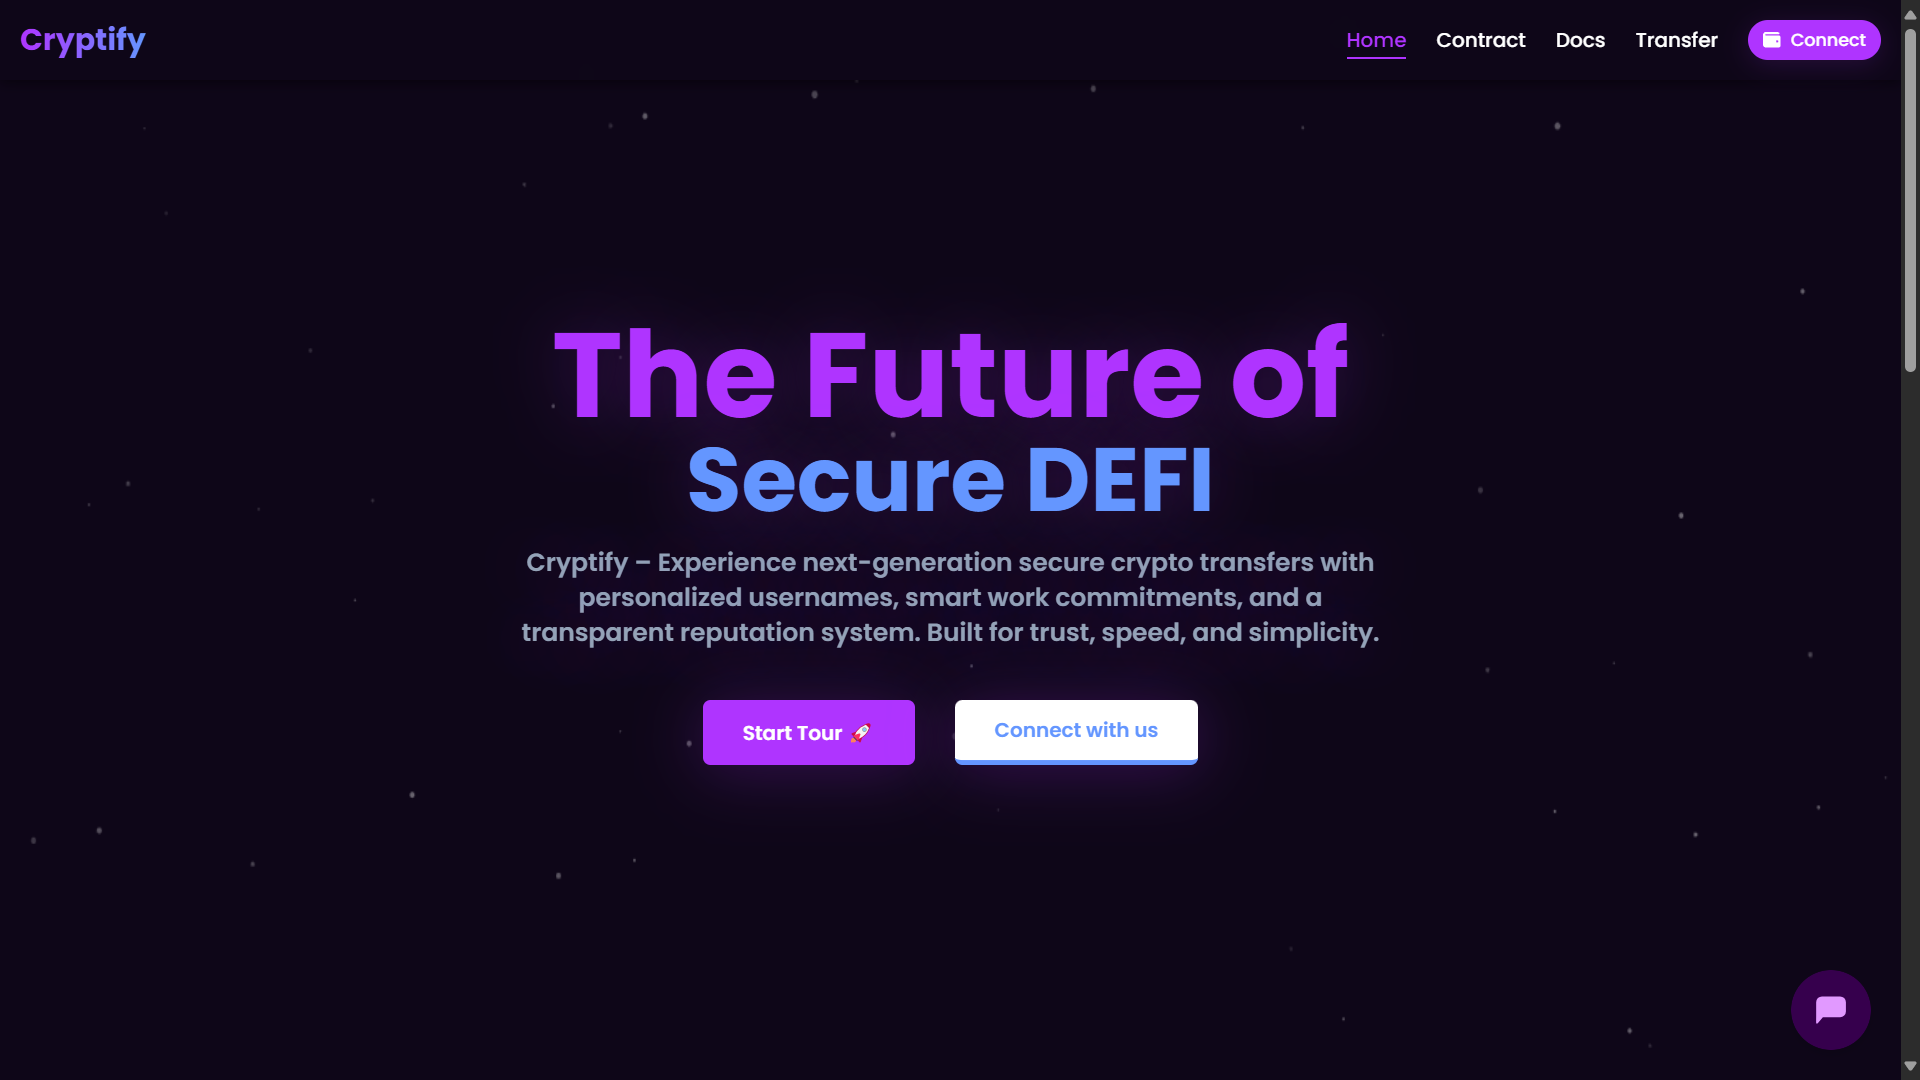 Cryptify
Home
Contract
Docs
Transfer
Connect
The Future of
Secure DEFI
Cryptify – Experience next-generation secure crypto transfers with
personalized usernames, smart work commitments, and a
transparent reputation system. Built for trust, speed, and simplicity.
Start Tour 🚀
Connect with us